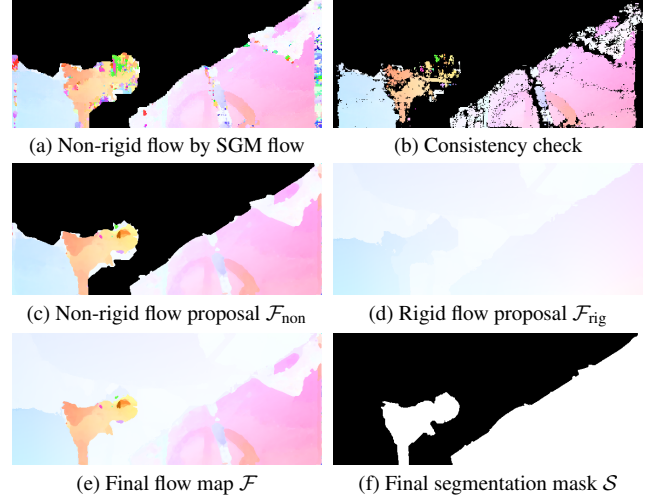 (a) Non-rigid flow by SGM flow
(b) Consistency check
(c) Non-rigid flow proposal 𝓕non
(d) Rigid flow proposal 𝓕rig
(e) Final flow map 𝓕
(f) Final segmentation mask 𝓢